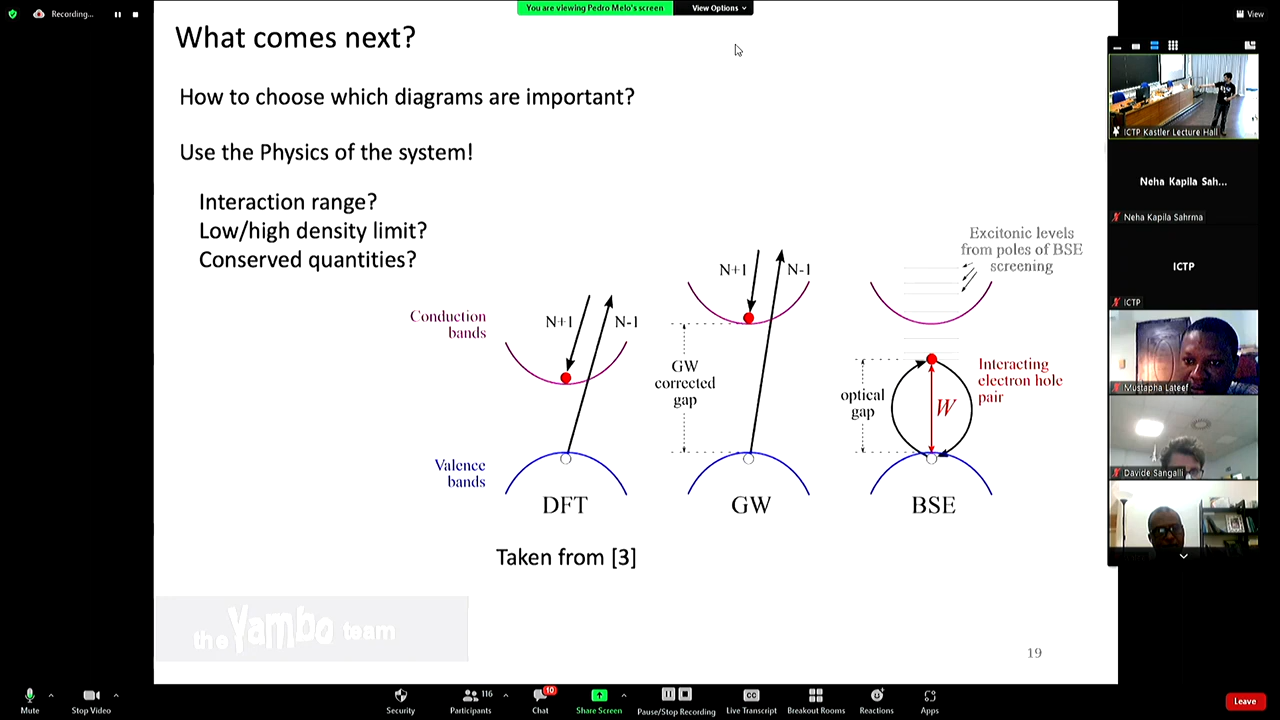 Recording...
You are viewing Pedro Melo's screen
View Options
View
What comes next?
How to choose which diagrams are important?
Use the Physics of the system!
Interaction range?
Low/high density limit?
Conserved quantities?
Conduction
bands
Valence
bands
N+1
N-1
DFT
N+1
N-1
GW
corrected
gap
GW
Excitonic levels
from poles of BSE
screening
optical
gap
W
Interacting
electron hole
pair
BSE
Taken from [3]
the Yambo team
19
ICTP Kastler Lecture Hall
Neha Kapila Sah...
Neha Kapila Sahrma
ICTP
ICTP
Mustapha Lateef
Davide Sangalli
Mute
Stop Video
Security
116
Participants
10
Chat
Share Screen
Pause/Stop Recording
CC
Live Transcript
Breakout Rooms
Reactions
Apps
Leave